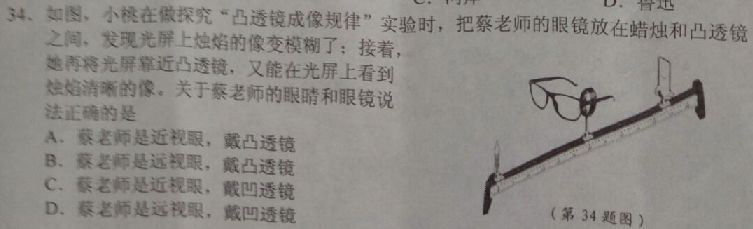 D. 鲁迅
34. 如图，小桃在做探究“凸透镜成像规律”实验时，把蔡老师的眼镜放在蜡烛和凸透镜
之间，发现光屏上烛焰的像变模糊了；接着，
她再将光屏靠近凸透镜，又能在光屏上看到
烛焰清晰的像。关于蔡老师的眼睛和眼镜说
法正确的是
A. 蔡老师是近视眼，戴凸透镜
B. 蔡老师是远视眼，戴凸透镜
C. 蔡老师是近视眼，戴凹透镜
D. 蔡老师是远视眼，戴凹透镜
（第 34 题图）